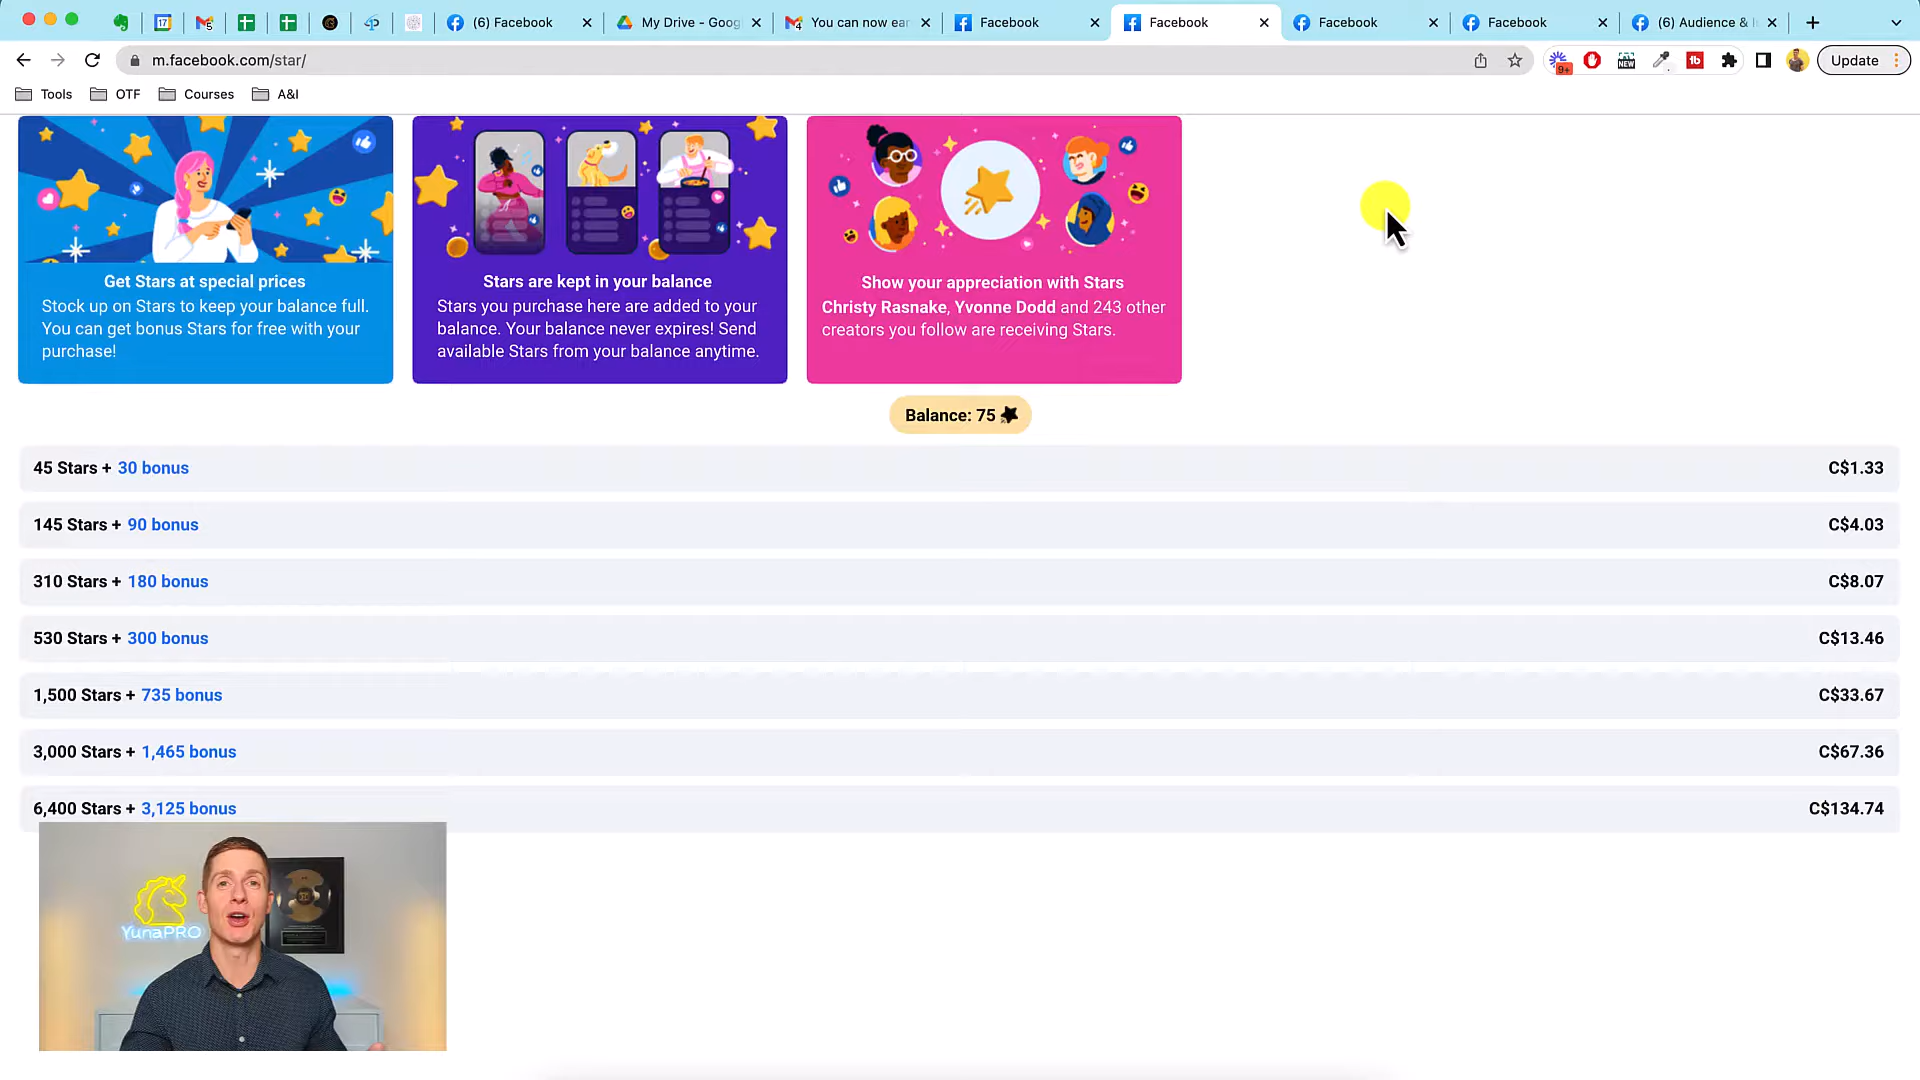 (6) Facebook
My Drive - Goog
You can now ear
Facebook
Facebook
Facebook
Facebook
(6) Audience & I
m.facebook.com/star/
9+
NEW
Update
Tools
OTF
Courses
A&I
Get Stars at special prices
Stock up on Stars to keep your balance full.
You can get bonus Stars for free with your
purchase!
Stars are kept in your balance
Stars you purchase here are added to your
balance. Your balance never expires! Send
available Stars from your balance anytime.
Show your appreciation with Stars
Christy Rasnake, Yvonne Dodd and 243 other
creators you follow are receiving Stars.
Balance: 75
45 Stars + 30 bonus C$1.33
145 Stars + 90 bonus C$4.03
310 Stars + 180 bonus C$8.07
530 Stars + 300 bonus C$13.46
1,500 Stars + 735 bonus C$33.67
3,000 Stars + 1,465 bonus C$67.36
6,400 Stars + 3,125 bonus C$134.74
YunaPRO